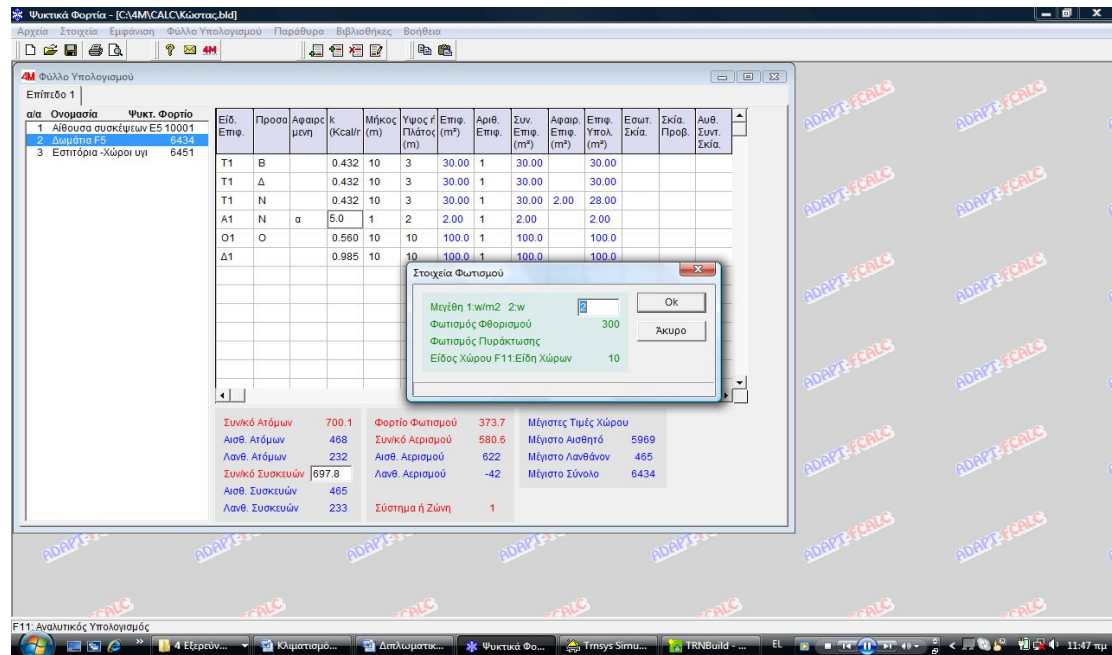 Ψυκτικά Φορτία - [C:\4M\CALC\Κώστας.bld]
Αρχεία Στοιχεία Εμφάνιση Φύλλο Υπολογισμού Παράθυρα Βιβλιοθήκες Βοήθεια
4M
4M Φύλλο Υπολογισμού
Επίπεδο 1
α/α Ονομασία Ψυκτ. Φορτίο
1 Αίθουσα συσκέψεων Ε5 10001
2 Δωμάτια F5 6434
3 Εστιτόρια -Χώροι υγι 6451
Είδ. Επιφ. Προσα Αφαιρο μενη k (Kcal/r Μήκος (m) Υψος ή Πλάτος (m) Επιφ. (m²) Αριθ. Επιφ. Συν. Επιφ. (m²) Αφαιρ. Επιφ. (m²) Επιφ. Υπολ. (m²) Εσωτ. Σκία. Σκία. Προβ. Αυθ. Συντ. Σκία.
Τ1 Β 0.432 10 3 30.00 1 30.00 30.00
Τ1 Δ 0.432 10 3 30.00 1 30.00 30.00
Τ1 Ν 0.432 10 3 30.00 1 30.00 2.00 28.00
Α1 Ν α 5.0 1 2 2.00 1 2.00 2.00
Ο1 Ο 0.560 10 10 100.0 1 100.0 100.0
Δ1 0.985 10 10 100.0 1 100.0 100.0
Στοιχεία Φωτισμού
Μεγέθη 1:w/m2 2:w 2 Ok
Φωτισμός Φθορισμού 300
Φωτισμός Πυράκτωσης Άκυρο
Είδος Χώρου F11:Είδη Χώρων 10
Συν/κό Ατόμων 700.1 Φορτίο Φωτισμού 373.7 Μέγιστες Τιμές Χώρου
Αισθ. Ατόμων 468 Συν/κό Αερισμού 580.6 Μέγιστο Αισθητό 5969
Λανθ. Ατόμων 232 Αισθ. Αερισμού 622 Μέγιστο Λανθάνον 465
Συν/κό Συσκευών 697.8 Λανθ. Αερισμού -42 Μέγιστο Σύνολο 6434
Αισθ. Συσκευών 465
Λανθ. Συσκευών 233 Σύστημα ή Ζώνη 1
ADAPT-FCALC
F11: Αναλυτικός Υπολογισμός
4 Εξερεύν... Κλιματισμό... Διπλωματικ... Ψυκτικά Φο... Trnsys Simu... TRNBuild - ... EL 11:47 πμ